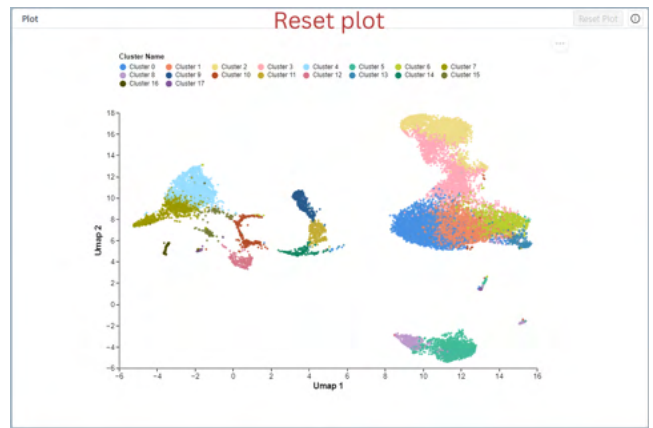 Plot
Reset plot
Reset Plot
Cluster Name
Cluster 0 Cluster 1 Cluster 2 Cluster 3 Cluster 4 Cluster 5 Cluster 6 Cluster 7
Cluster 8 Cluster 9 Cluster 10 Cluster 11 Cluster 12 Cluster 13 Cluster 14 Cluster 15
Cluster 16 Cluster 17
18
16
14
12
10
8
6
4
2
0
−2
−4
−6
Umap 2
−6 −4 −2 0 2 4 6 8 10 12 14 16
Umap 1